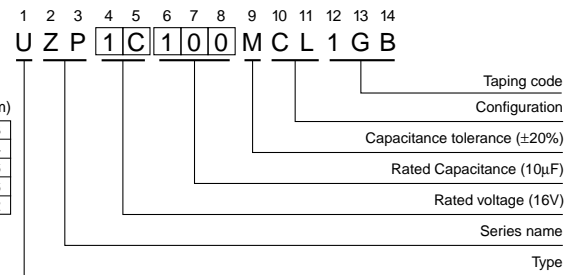 1 2 3 4 5 6 7 8 9 10 11 12 13 14
U Z P 1 C 1 0 0 M C L 1 G B
Taping code
Configuration
Capacitance tolerance (±20%)
Rated Capacitance (10µF)
Rated voltage (16V)
Series name
Type